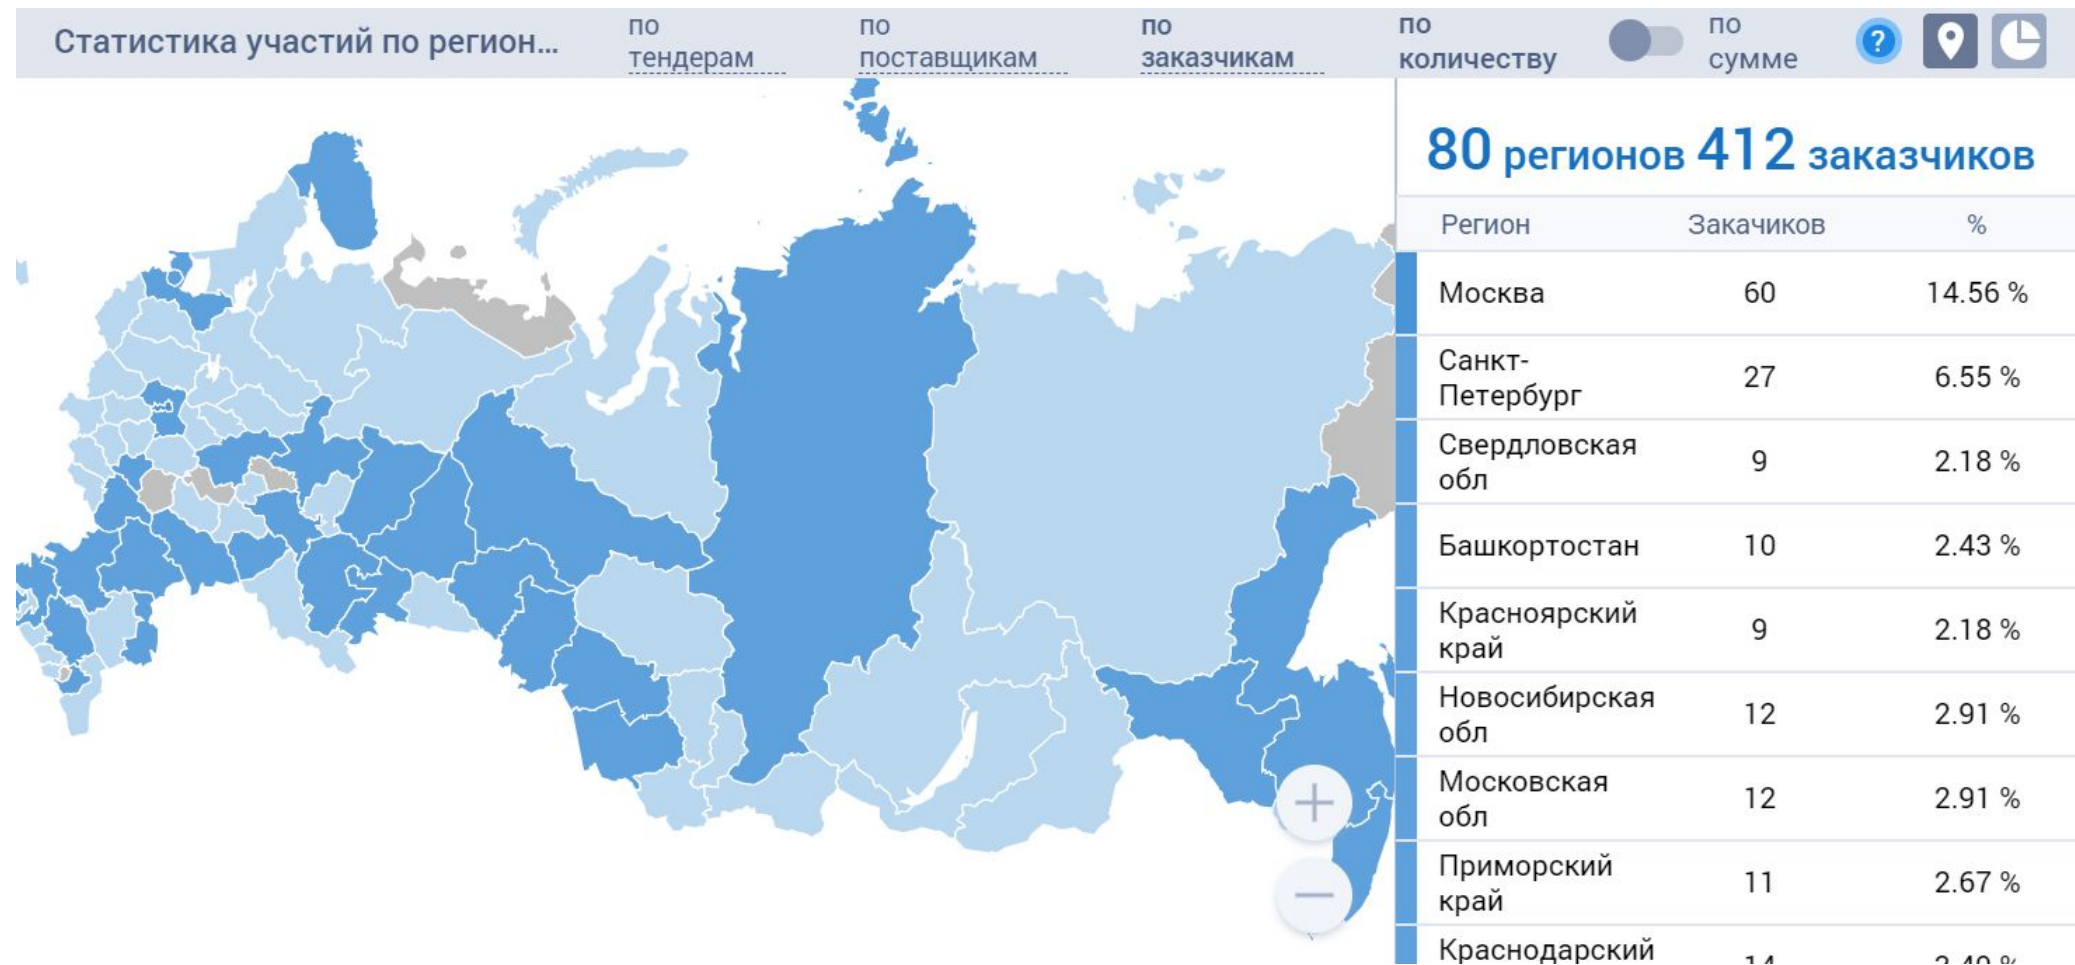 Статистика участий по регион...
по
тендерам
по
поставщикам
по
заказчикам
по
количеству
по
сумме
?
80 регионов 412 заказчиков
Регион Закачиков %
Москва 60 14.56 %
Санкт-
Петербург 27 6.55 %
Свердловская
обл 9 2.18 %
Башкортостан 10 2.43 %
Красноярский
край 9 2.18 %
Новосибирская
обл 12 2.91 %
Московская
обл 12 2.91 %
Приморский
край 11 2.67 %
Краснодарский